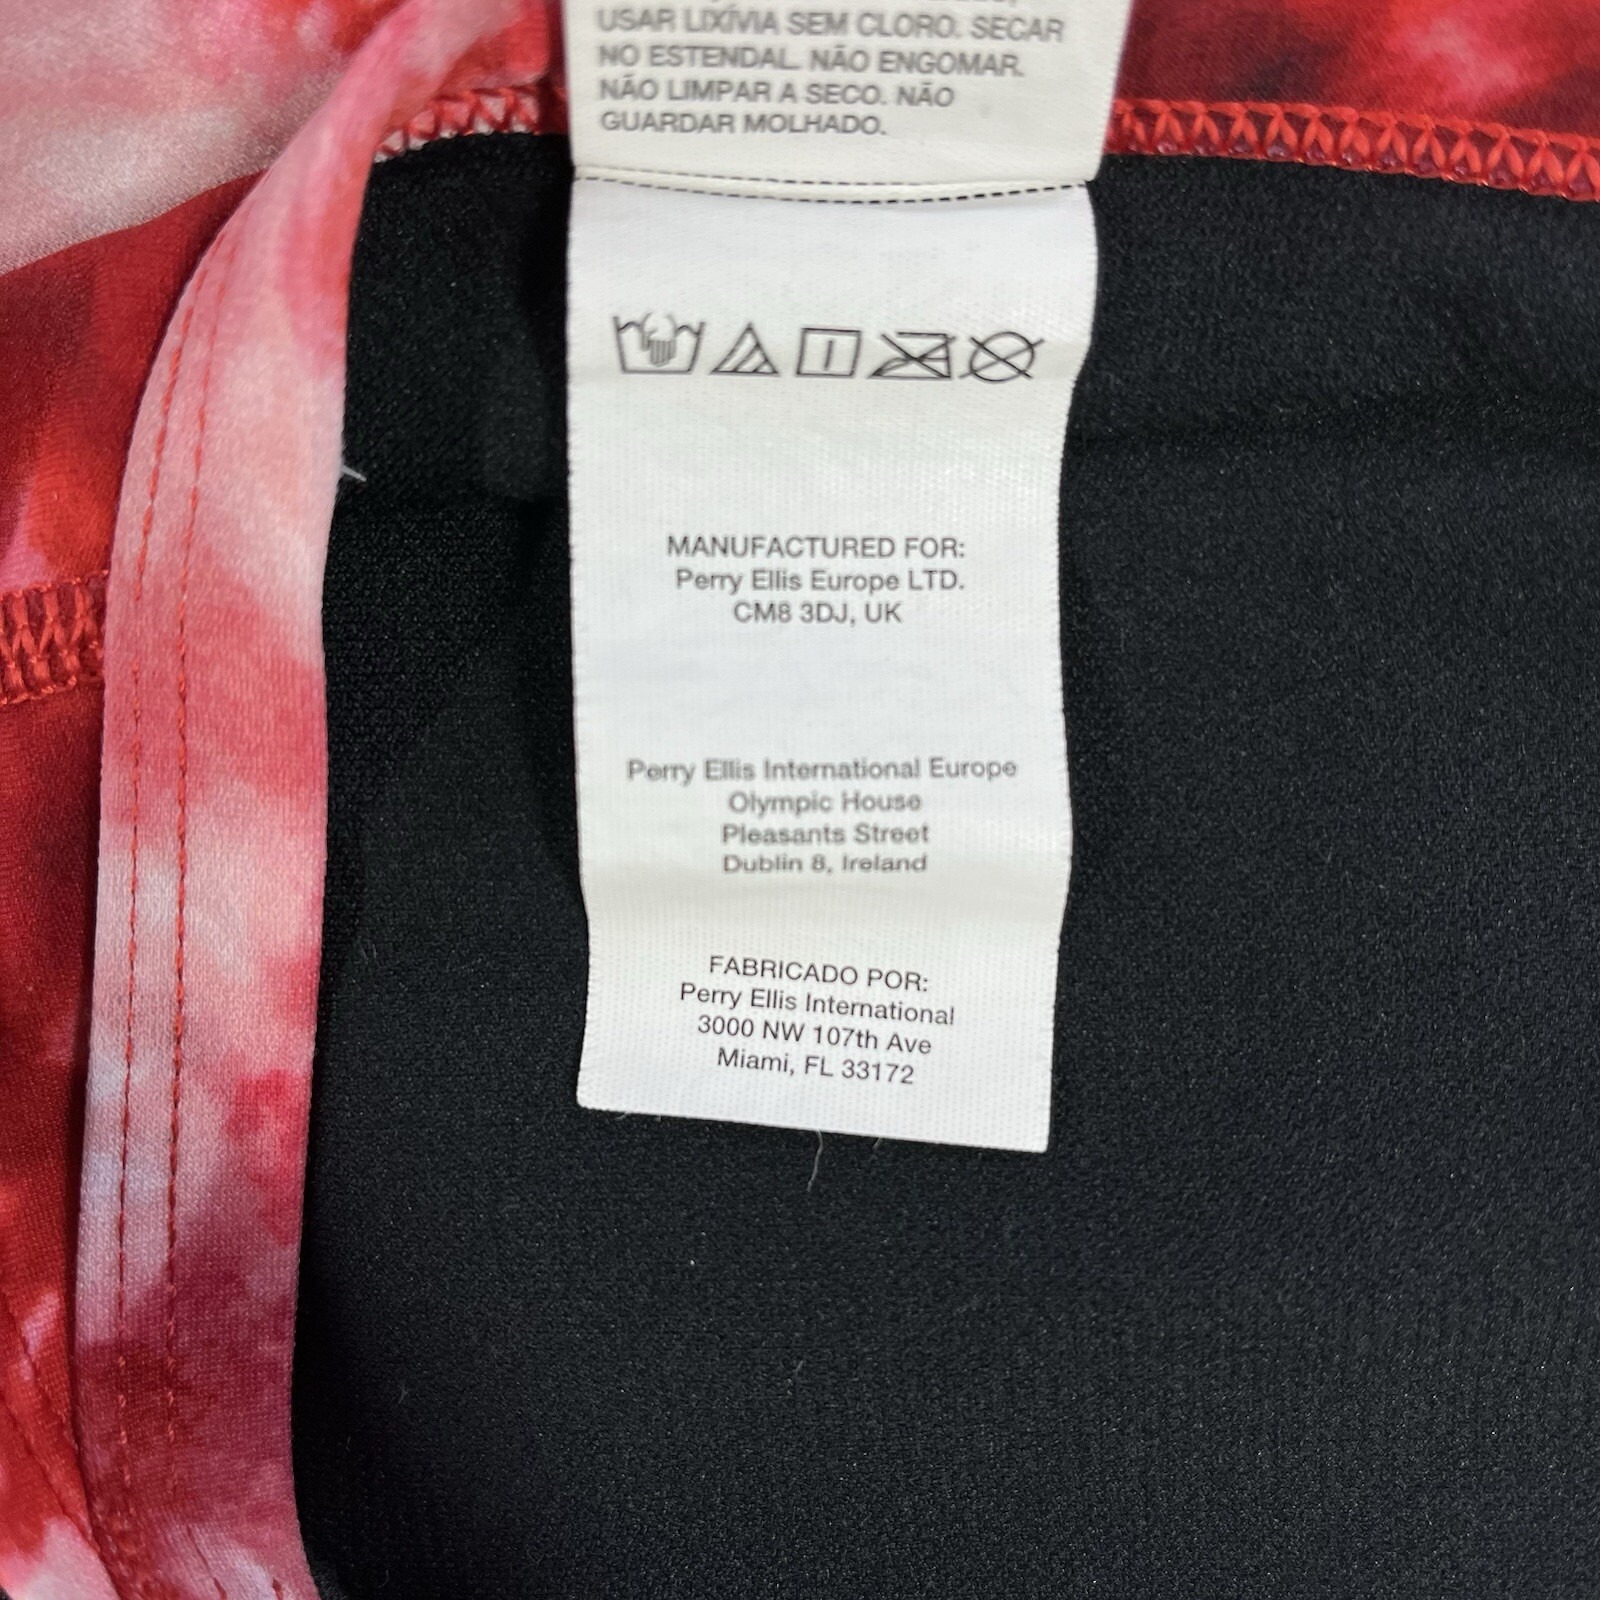 USAR LIXÍVIA SEM CLORO. SECAR
NO ESTENDAL. NÃO ENGOMAR.
NÃO LIMPAR A SECO. NÃO
GUARDAR MOLHADO.
MANUFACTURED FOR:
Perry Ellis Europe LTD.
CM8 3DJ, UK
Perry Ellis International Europe
Olympic House
Pleasants Street
Dublin 8, Ireland
FABRICADO POR:
Perry Ellis International
3000 NW 107th Ave
Miami, FL 33172